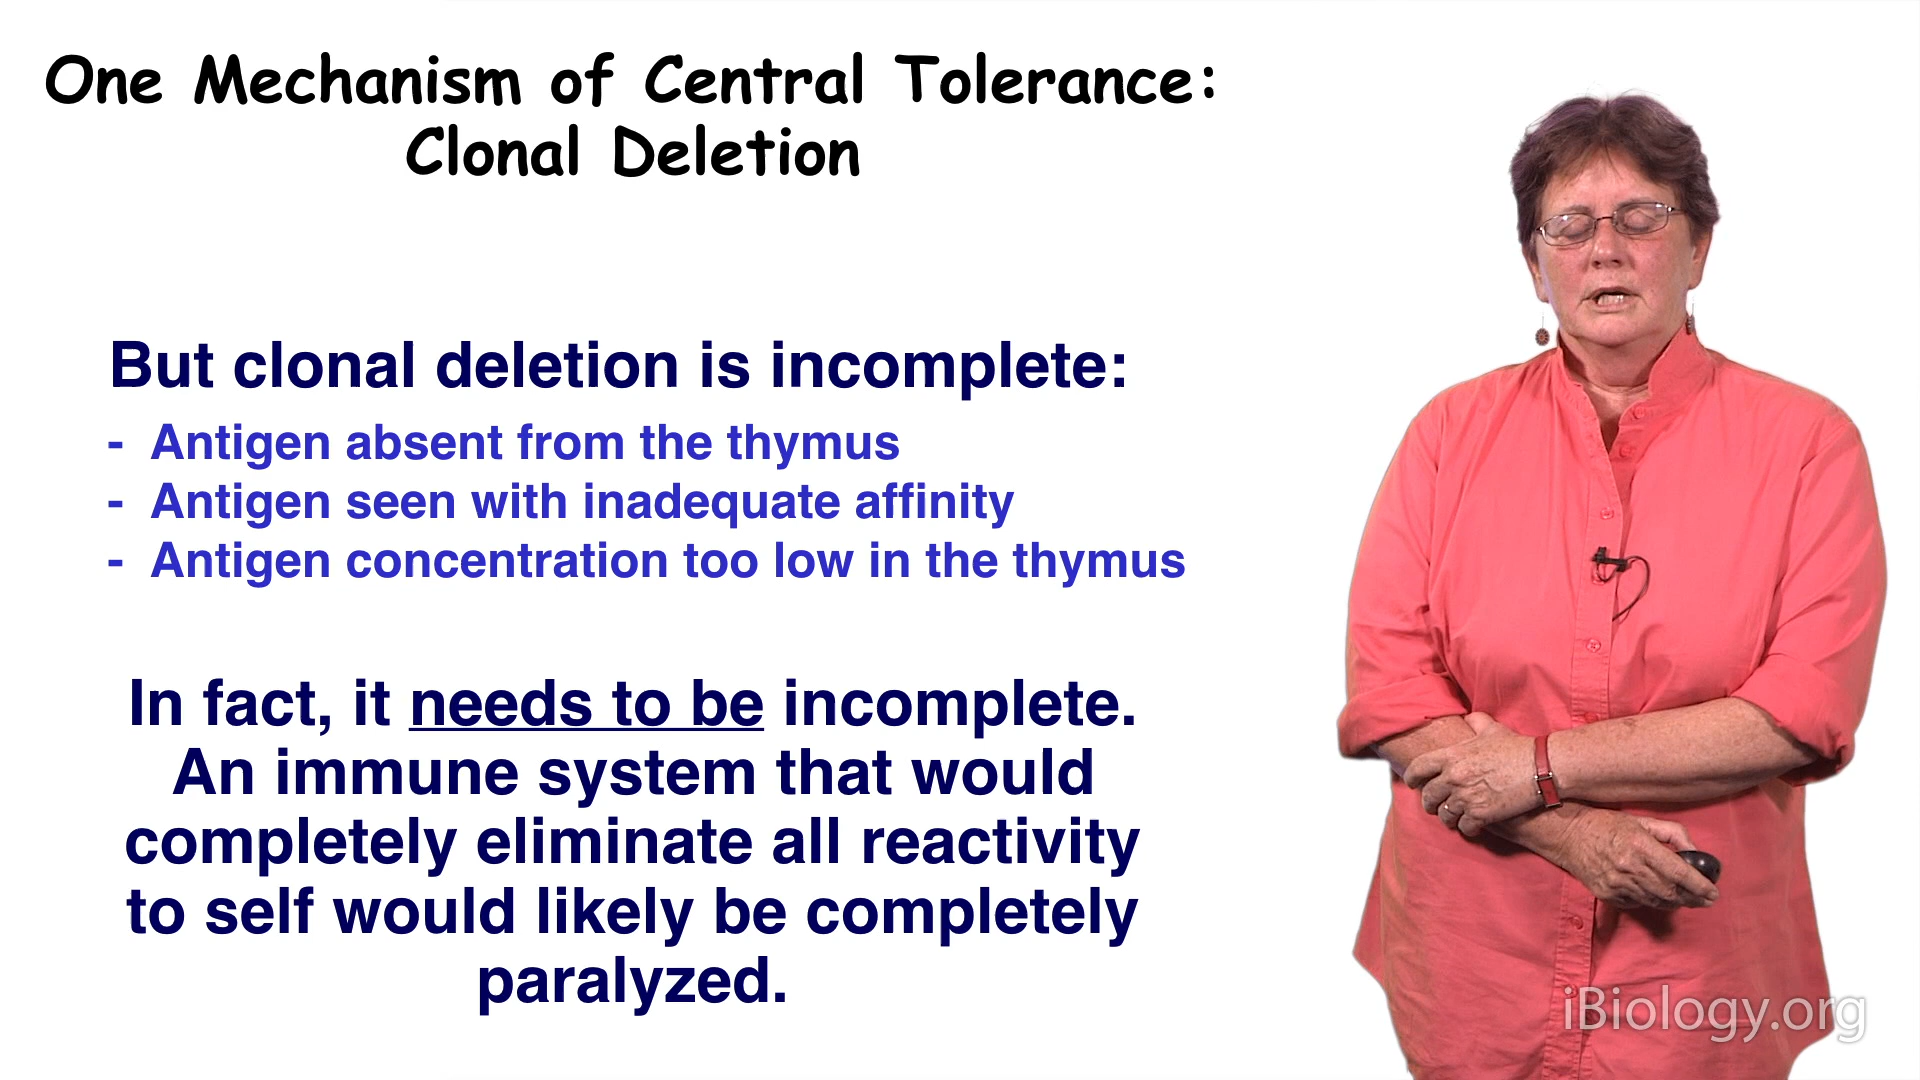 One Mechanism of Central Tolerance:
Clonal Deletion
But clonal deletion is incomplete:
- Antigen absent from the thymus
- Antigen seen with inadequate affinity
- Antigen concentration too low in the thymus
In fact, it needs to be incomplete.
An immune system that would
completely eliminate all reactivity
to self would likely be completely
paralyzed.
iBiology.org